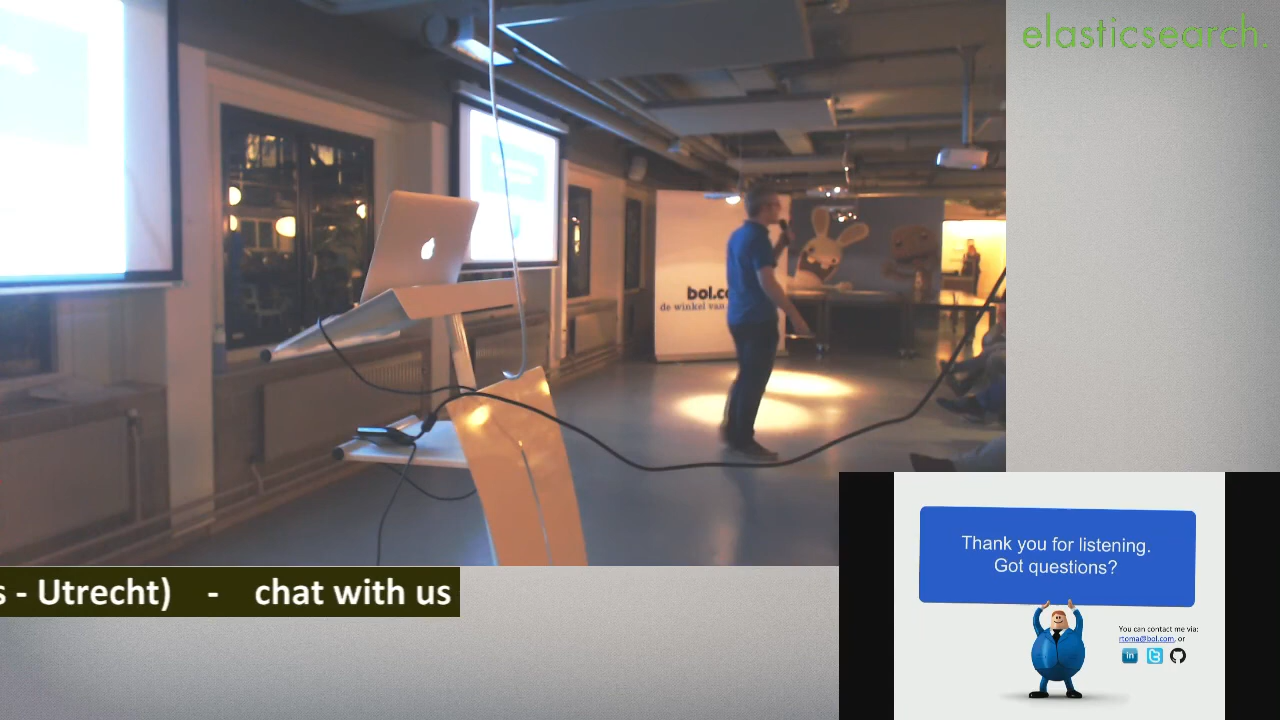 elasticsearch.
bol.c
de winkel van
s - Utrecht) - chat with us
Thank you for listening.
Got questions?
You can contact me via:
rtoma@bol.com, or
in